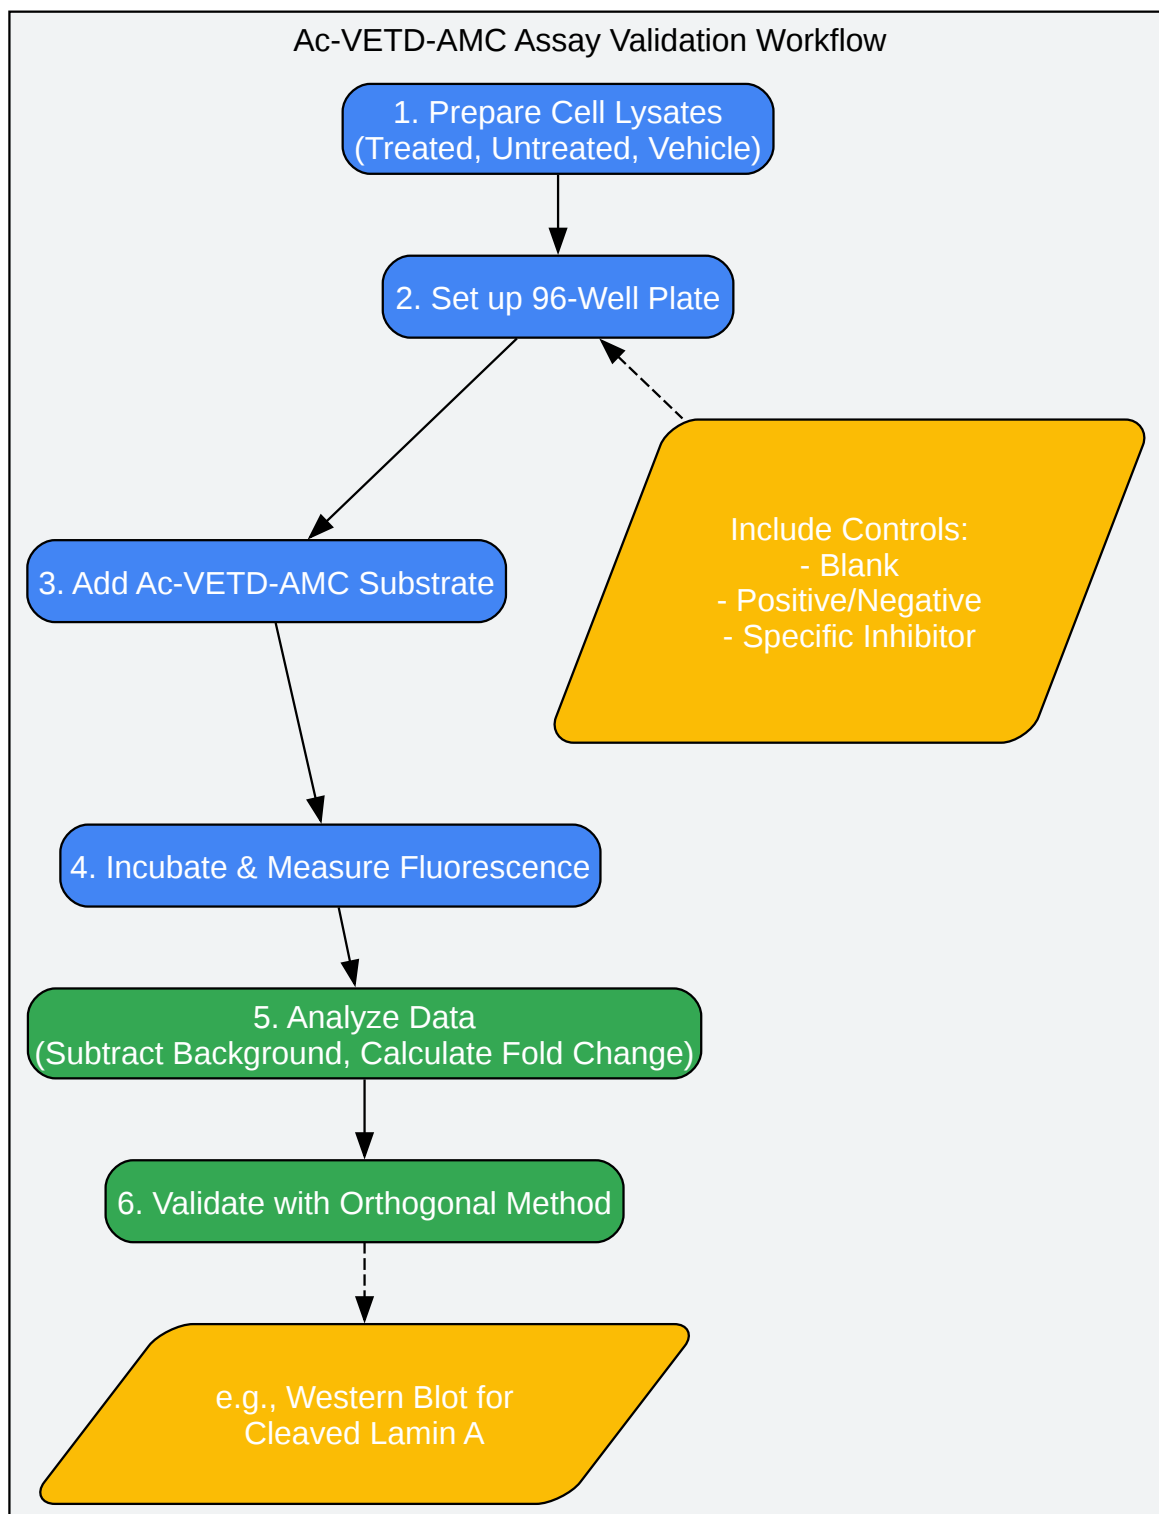 Ac-VETD-AMC Assay Validation Workflow
1. Prepare Cell Lysates
(Treated, Untreated, Vehicle)
2. Set up 96-Well Plate
Include Controls:
- Blank
- Positive/Negative
- Specific Inhibitor
3. Add Ac-VETD-AMC Substrate
4. Incubate & Measure Fluorescence
5. Analyze Data
(Subtract Background, Calculate Fold Change)
6. Validate with Orthogonal Method
e.g., Western Blot for
Cleaved Lamin A